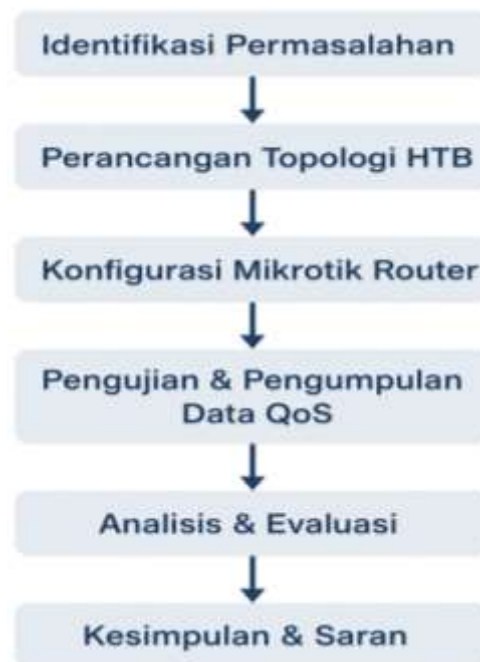 Identifikasi Permasalahan
Perancangan Topologi HTB
Konfigurasi Mikrotik Router
Pengujian & Pengumpulan
Data QoS
Analisis & Evaluasi
Kesimpulan & Saran